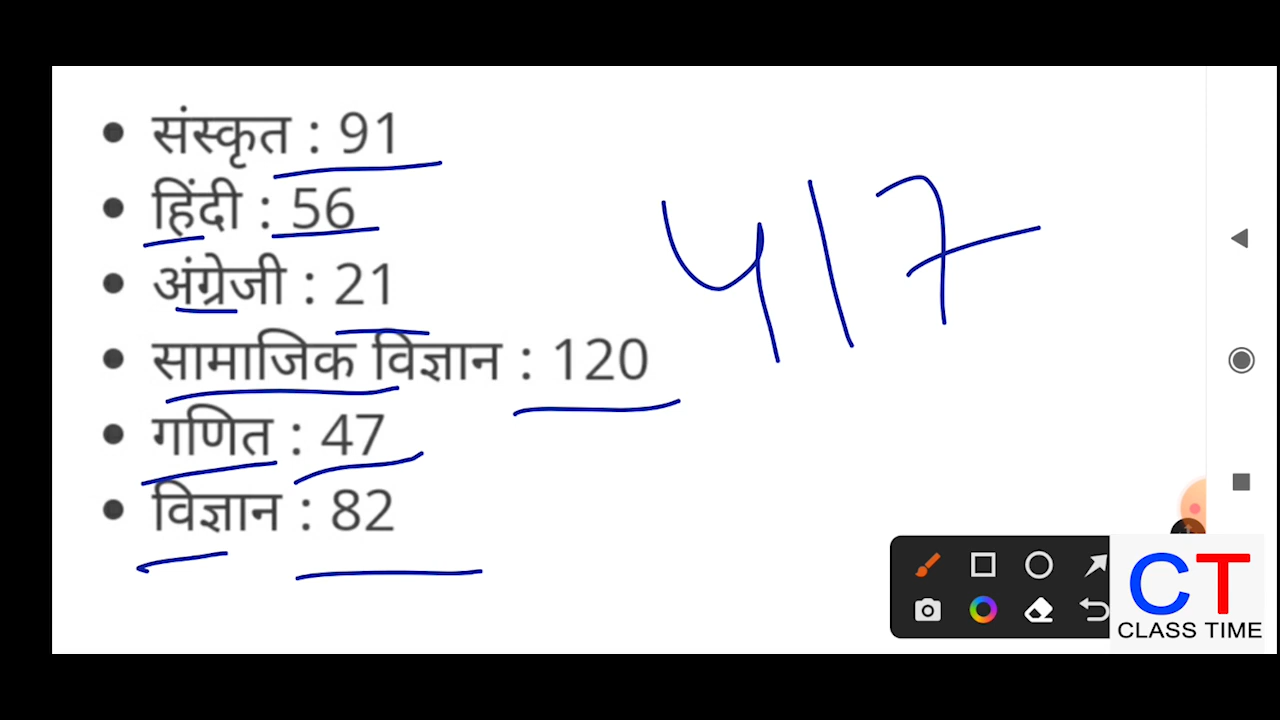 • संस्कृत : 91
• हिंदी : 56
• अंग्रेजी : 21
• सामाजिक विज्ञान : 120
• गणित : 47
• विज्ञान : 82
417
CT
CLASS TIME